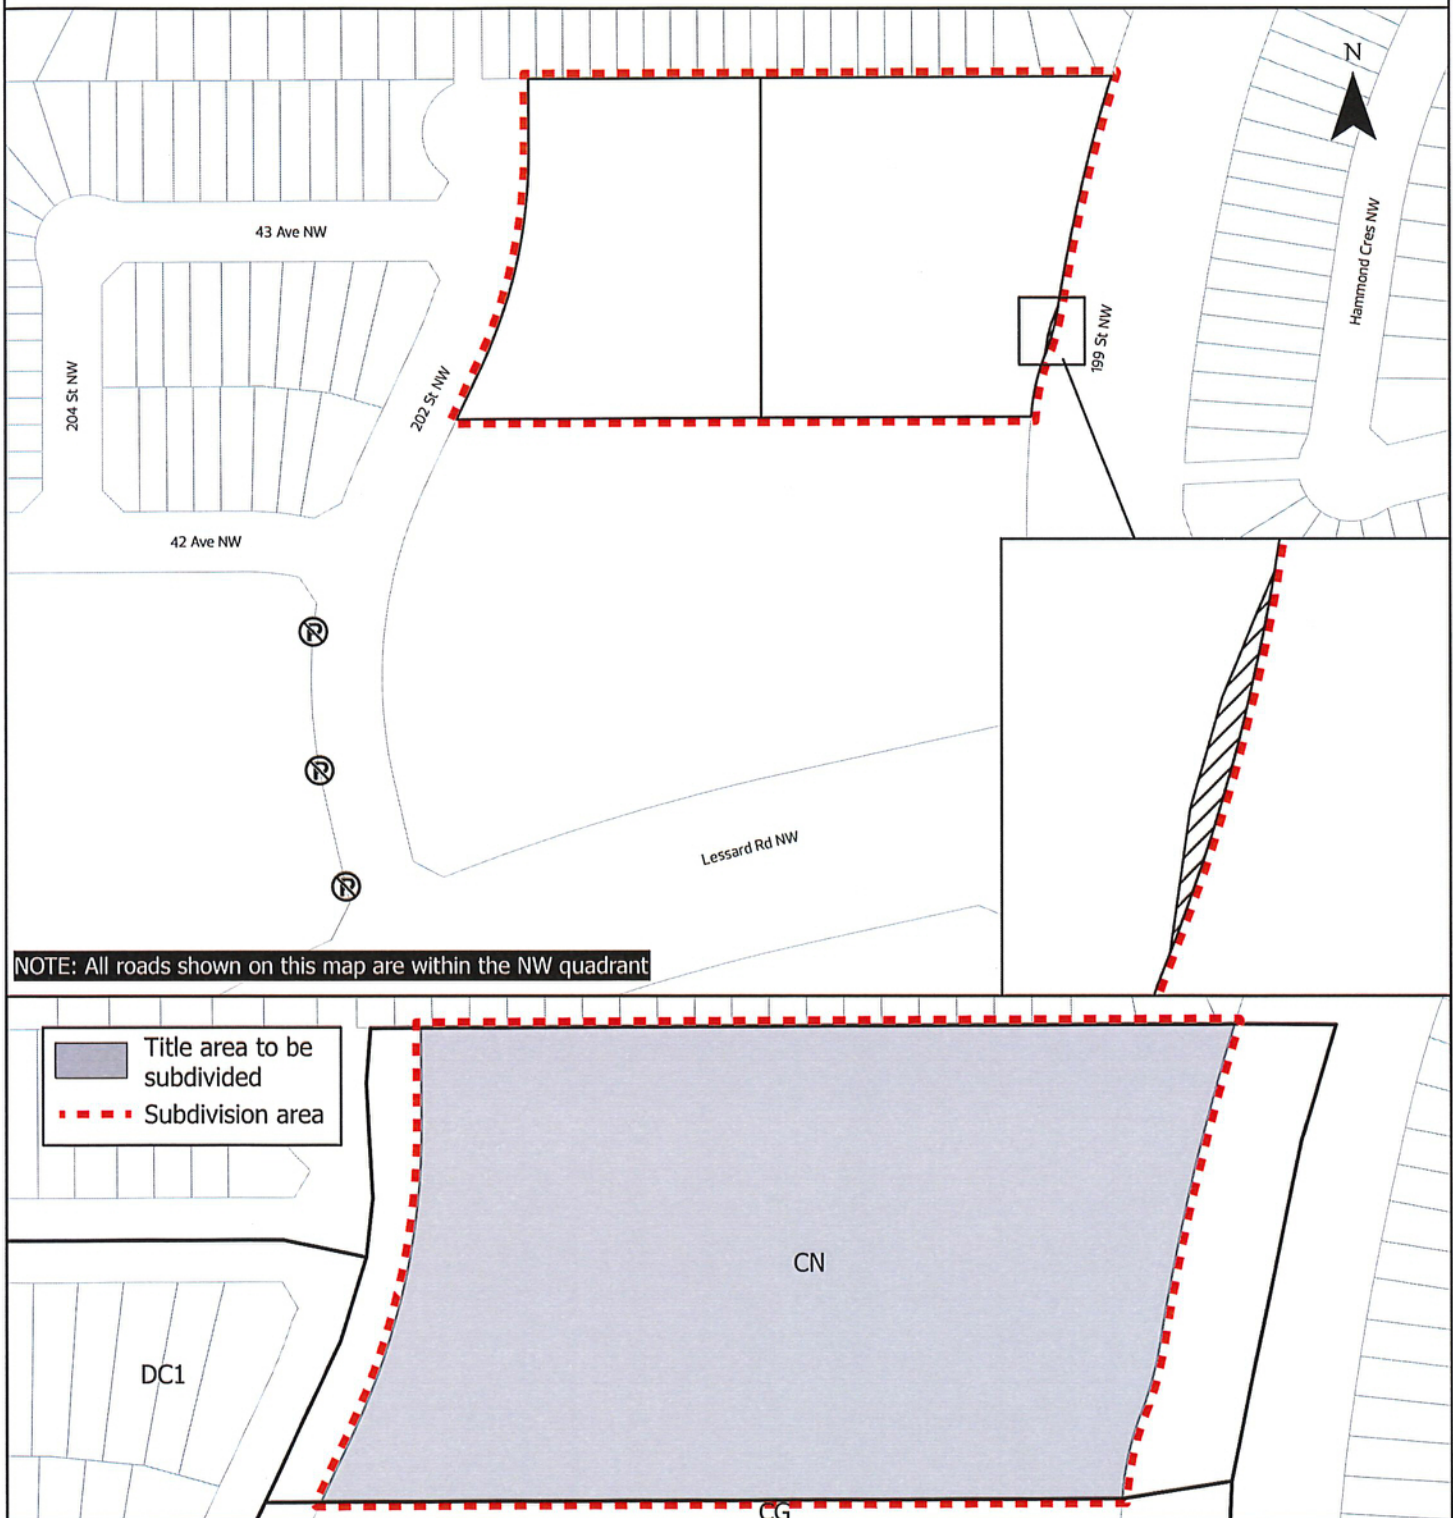 N
43 Ave NW
Hammond Cres NW
199 St NW
204 St NW
202 St NW
42 Ave NW
Lessard Rd NW
NOTE: All roads shown on this map are within the NW quadrant
Title area to be
subdivided
Subdivision area
CN
DC1
CG